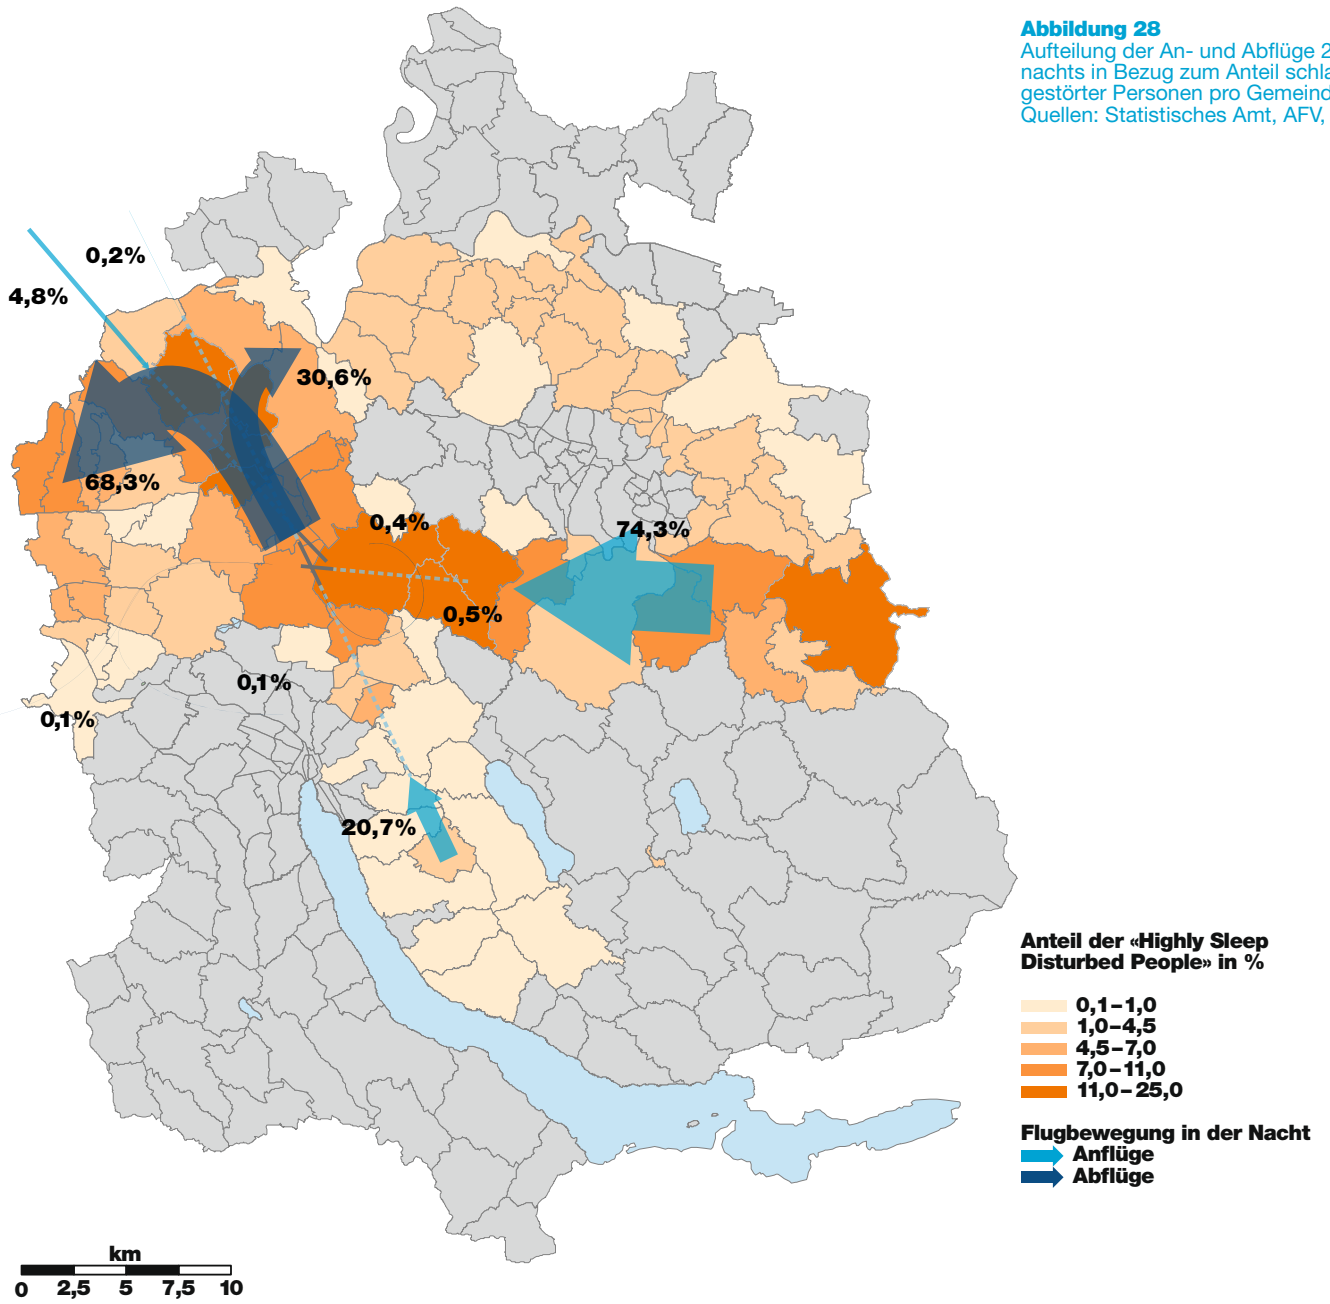 Abbildung 28
Aufteilung der An- und Abflüge
nachts in Bezug zum Anteil
gestörter Personen pro
Quellen: Statistisches Amt, AFV,
0,2%
4,8%
30,6%
68,3%
0,4%
74,3%
0,5%
0,1%
0,1%
20,7%
Anteil der «Highly Sleep
Disturbed People» in %
0,1–1,0
1,0–4,5
4,5–7,0
7,0–11,0
11,0–25,0
Flugbewegung in der Nacht
Anflüge
Abflüge
km
0 2,5 5 7,5 10